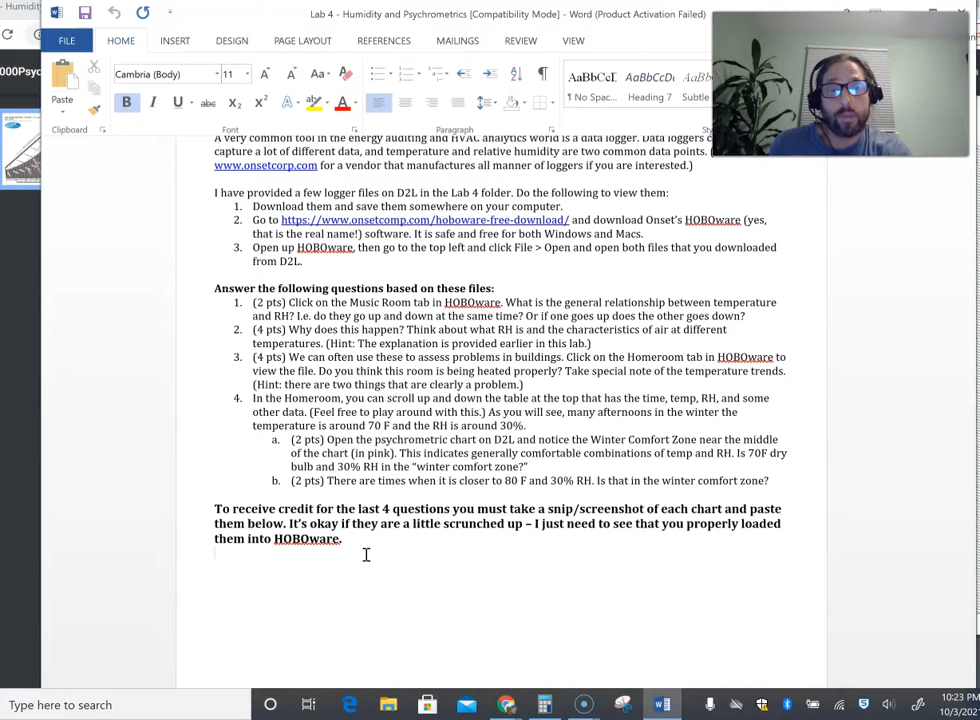 Lab 4 - Humidity and Psychrometrics [Compatibility Mode] - Word (Product Activation Failed)
FILE HOME INSERT DESIGN PAGE LAYOUT REFERENCES MAILINGS REVIEW VIEW
Cambria (Body) 11
Paste
AaBbCcD AaBbCcDc AaBbC
¶ No Spac... Heading 7 Subtle
Clipboard Font Paragraph
000Psyc
A very common tool in the energy auditing and HVAC analytics world is a data logger. Data loggers c
capture a lot of different data, and temperature and relative humidity are two common data points. (
www.onsetcorp.com for a vendor that manufactures all manner of loggers if you are interested.)
I have provided a few logger files on D2L in the Lab 4 folder. Do the following to view them:
1. Download them and save them somewhere on your computer.
2. Go to https://www.onsetcomp.com/hoboware-free-download/ and download Onset's HOBOware (yes,
that is the real name!) software. It is safe and free for both Windows and Macs.
3. Open up HOBOware, then go to the top left and click File > Open and open both files that you downloaded
from D2L.
Answer the following questions based on these files:
1. (2 pts) Click on the Music Room tab in HOBOware. What is the general relationship between temperature
and RH? I.e. do they go up and down at the same time? Or if one goes up does the other goes down?
2. (4 pts) Why does this happen? Think about what RH is and the characteristics of air at different
temperatures. (Hint: The explanation is provided earlier in this lab.)
3. (4 pts) We can often use these to assess problems in buildings. Click on the Homeroom tab in HOBOware to
view the file. Do you think this room is being heated properly? Take special note of the temperature trends.
(Hint: there are two things that are clearly a problem.)
4. In the Homeroom, you can scroll up and down the table at the top that has the time, temp, RH, and some
other data. (Feel free to play around with this.) As you will see, many afternoons in the winter the
temperature is around 70 F and the RH is around 30%.
a. (2 pts) Open the psychrometric chart on D2L and notice the Winter Comfort Zone near the middle
of the chart (in pink). This indicates generally comfortable combinations of temp and RH. Is 70F dry
bulb and 30% RH in the "winter comfort zone?"
b. (2 pts) There are times when it is closer to 80 F and 30% RH. Is that in the winter comfort zone?
To receive credit for the last 4 questions you must take a snip/screenshot of each chart and paste
them below. It's okay if they are a little scrunched up – I just need to see that you properly loaded
them into HOBOware.
Type here to search
10:23 PM
10/3/202